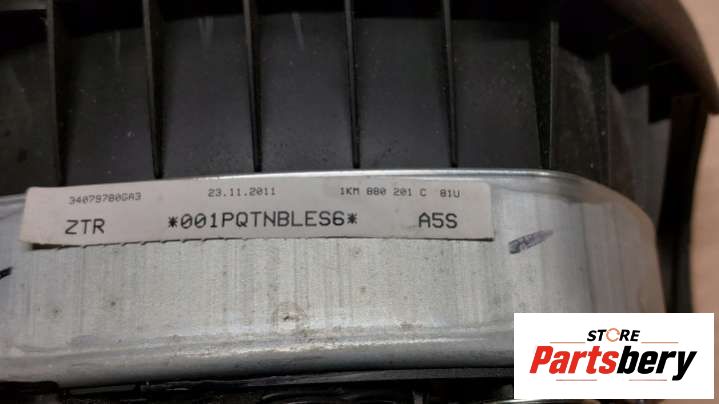 34079780GA3 23.11.2011 1KM 880 201 C 81U
ZTR *001PQTNBLES6* A5S
STORE
Partsbery